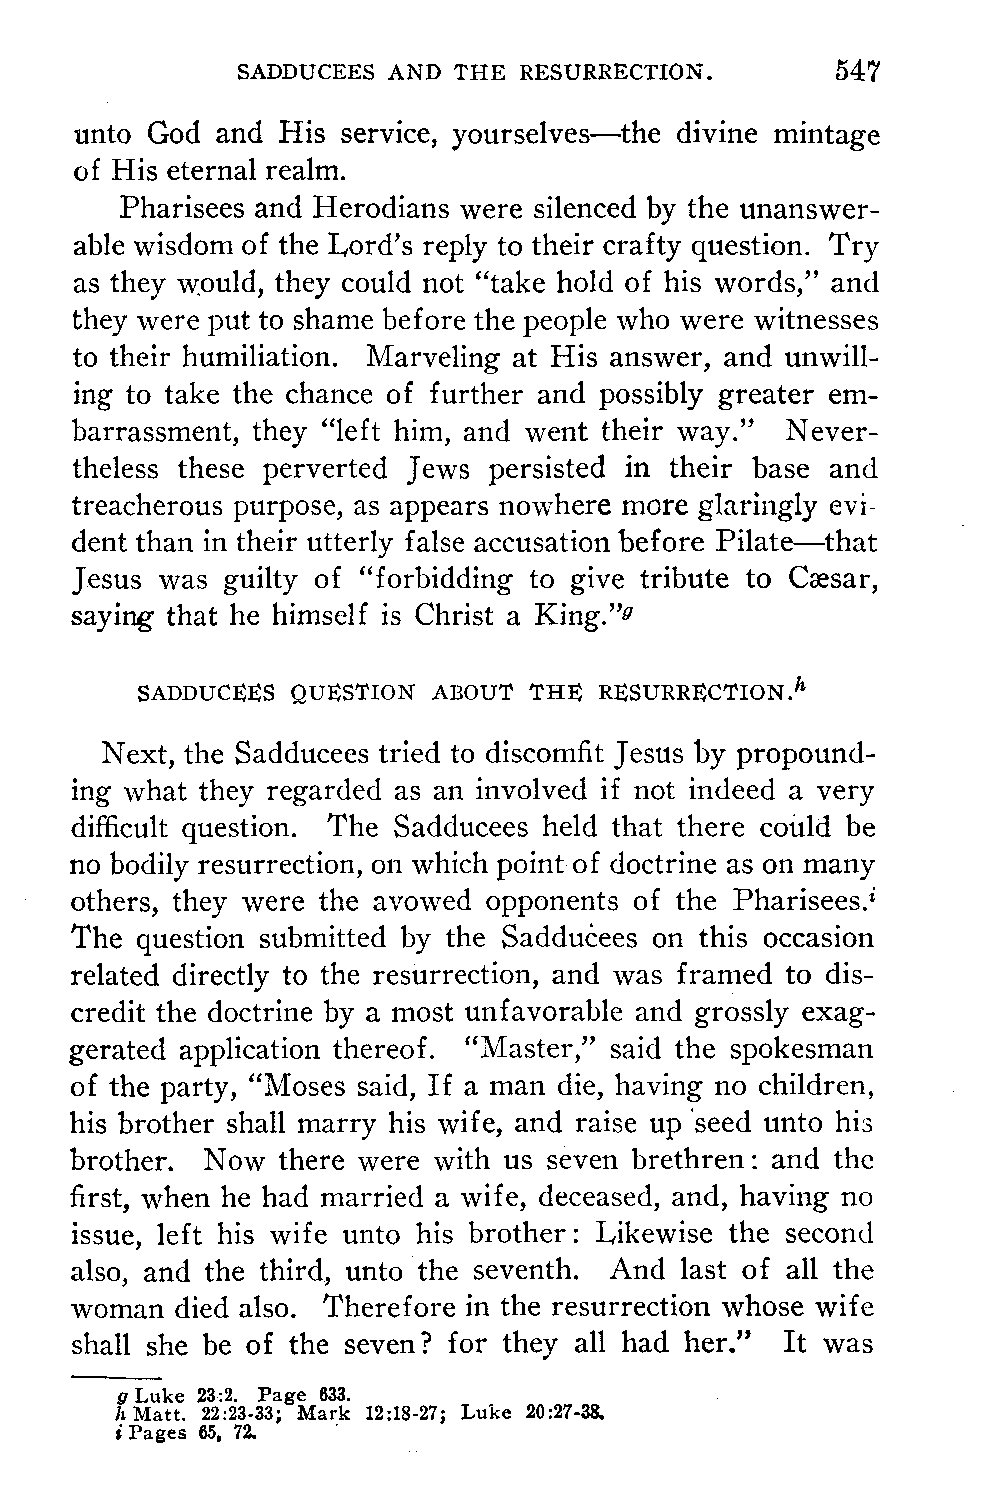 SADDUCEES AND THE RESURRECTION. 547
unto God and His service, yourselves—the divine mintage
of His eternal realm.
Pharisees and Herodians were silenced by the unanswer-
able wisdom of the Lord's reply to their crafty question. Try
as they would, they could not "take hold of his words," and
they were put to shame before the people who were witnesses
to their humiliation. Marveling at His answer, and unwill-
ing to take the chance of further and possibly greater em-
barrassment, they "left him, and went their way." Never-
theless these perverted Jews persisted in their base and
treacherous purpose, as appears nowhere more glaringly evi-
dent than in their utterly false accusation before Pilate—that
Jesus was guilty of "forbidding to give tribute to Cæsar,
saying that he himself is Christ a King."g
SADDUCEES QUESTION ABOUT THE RESURRECTION.h
Next, the Sadducees tried to discomfit Jesus by propound-
ing what they regarded as an involved if not indeed a very
difficult question. The Sadducees held that there could be
no bodily resurrection, on which point of doctrine as on many
others, they were the avowed opponents of the Pharisees.i
The question submitted by the Sadducees on this occasion
related directly to the resurrection, and was framed to dis-
credit the doctrine by a most unfavorable and grossly exag-
gerated application thereof. "Master," said the spokesman
of the party, "Moses said, If a man die, having no children,
his brother shall marry his wife, and raise up seed unto his
brother. Now there were with us seven brethren: and the
first, when he had married a wife, deceased, and, having no
issue, left his wife unto his brother: Likewise the second
also, and the third, unto the seventh. And last of all the
woman died also. Therefore in the resurrection whose wife
shall she be of the seven? for they all had her." It was
g Luke 23:2. Page 633.
h Matt. 22:23-33; Mark 12:18-27; Luke 20:27-38.
i Pages 65, 72.